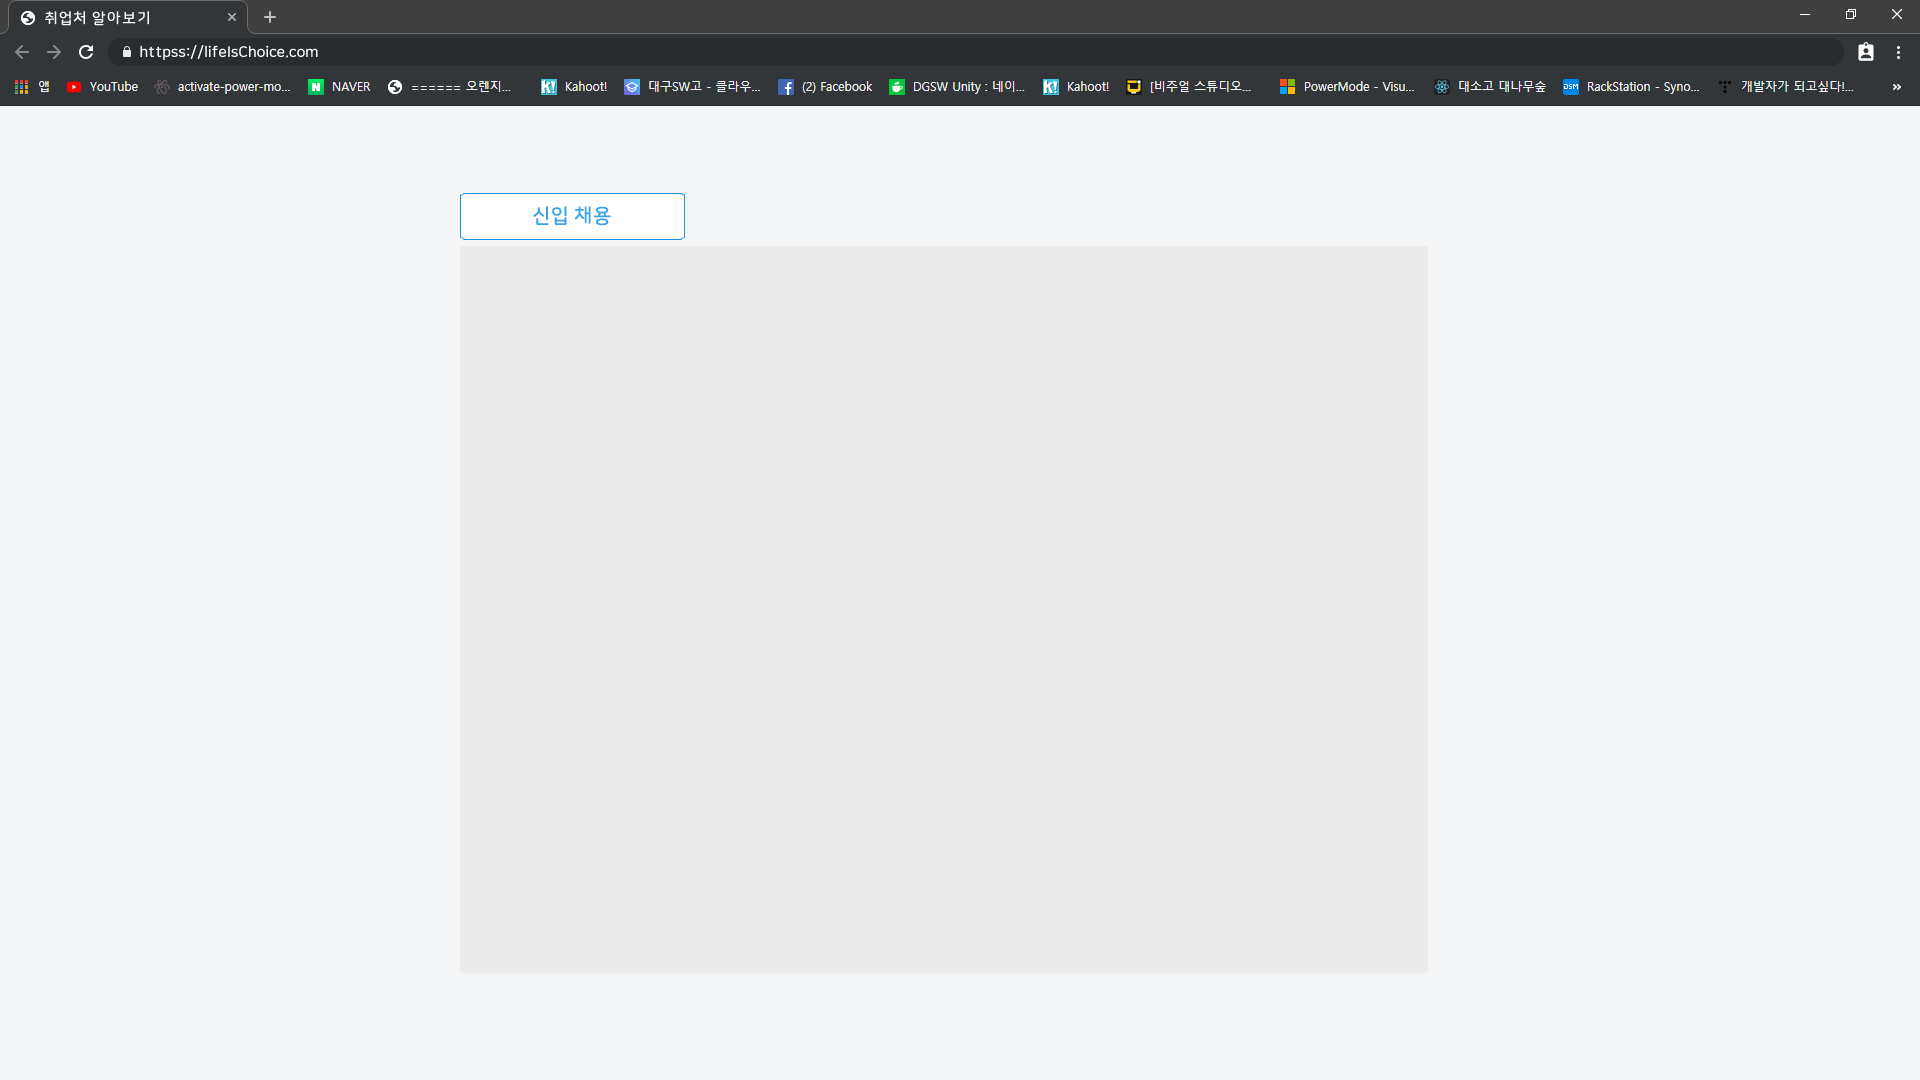 취업처 알아보기
httpss://lifeIsChoice.com
앱 YouTube activate-power-mo... NAVER ====== 오렌지... Kahoot! 대구SW고 - 클라우... (2) Facebook DGSW Unity : 네이... Kahoot! [비주얼 스튜디오... PowerMode - Visu... 대소고 대나무숲 RackStation - Syno... 개발자가 되고싶다!... »
신입 채용